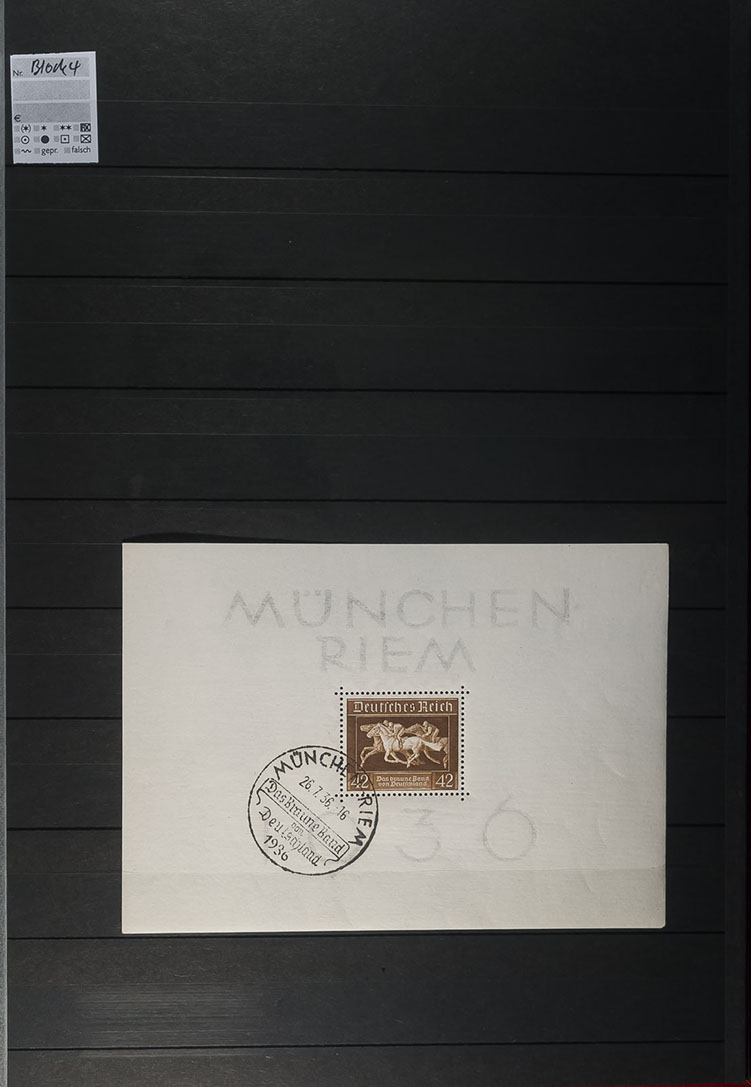 Nr. Block 4
€
(*) * **
gepr. falsch
MÜNCHEN
RIEM
Deutsches Reich
42 Das braune Band 42
von Deutschland
36
MÜNCHEN RIEM
26.7.36.-16
Das Braune Band
von
Deutschland
1936